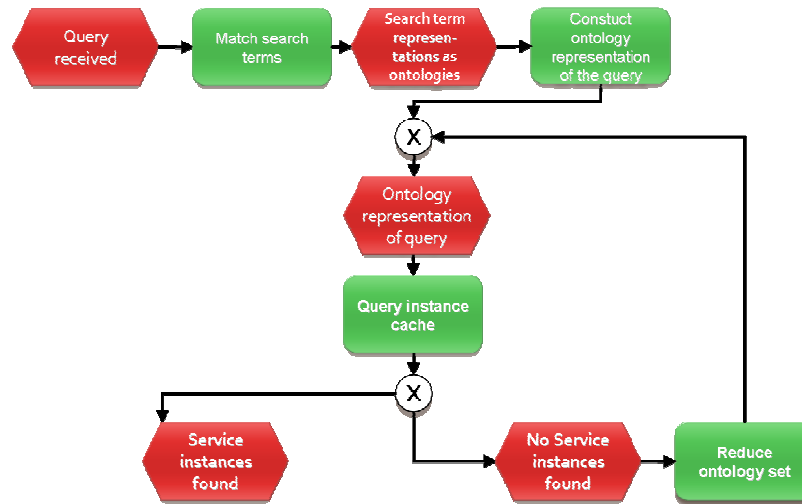 Query
received
Match search
terms
Search term
represen-
tations as
ontologies
Constuct
ontology
representation
of the query
X
Ontology
representation
of query
Query instance
cache
X
Service
instances
found
No Service
instances
found
Reduce
ontology set